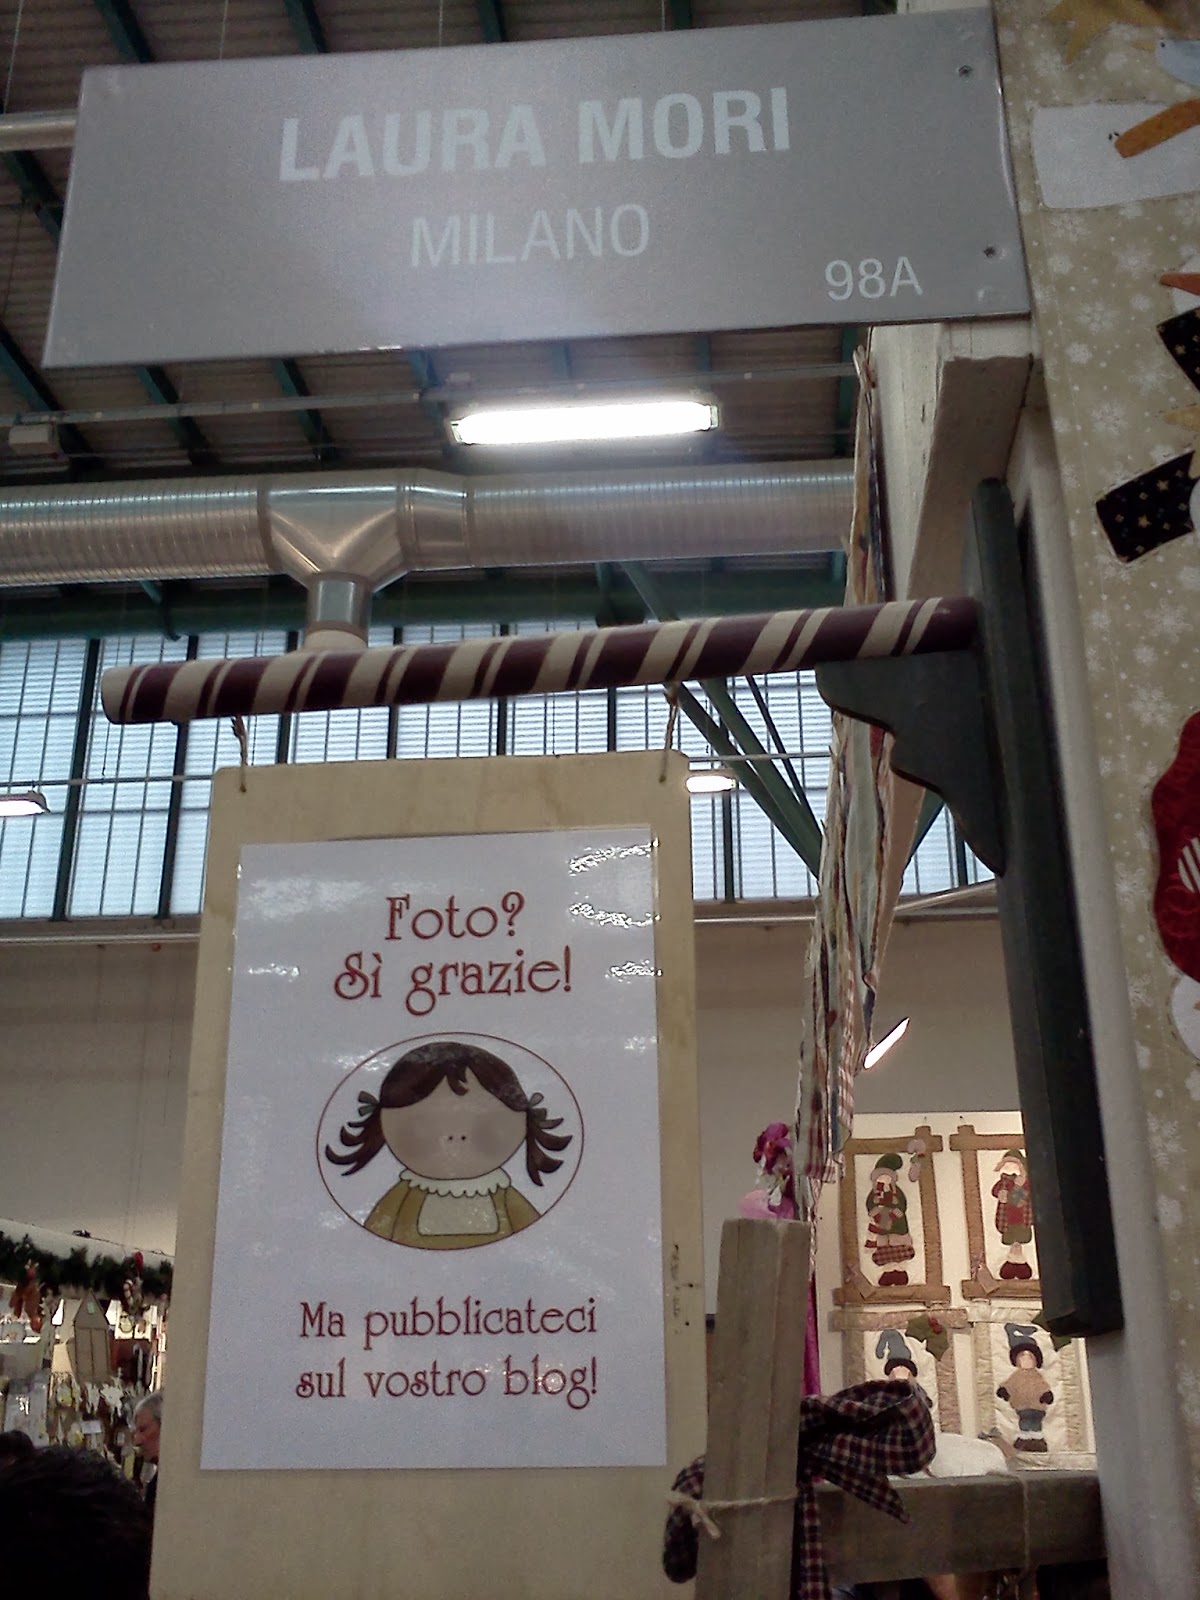 LAURA MORI
MILANO
98A
Foto?
Sì grazie!
Ma pubblicateci
sul vostro blog!